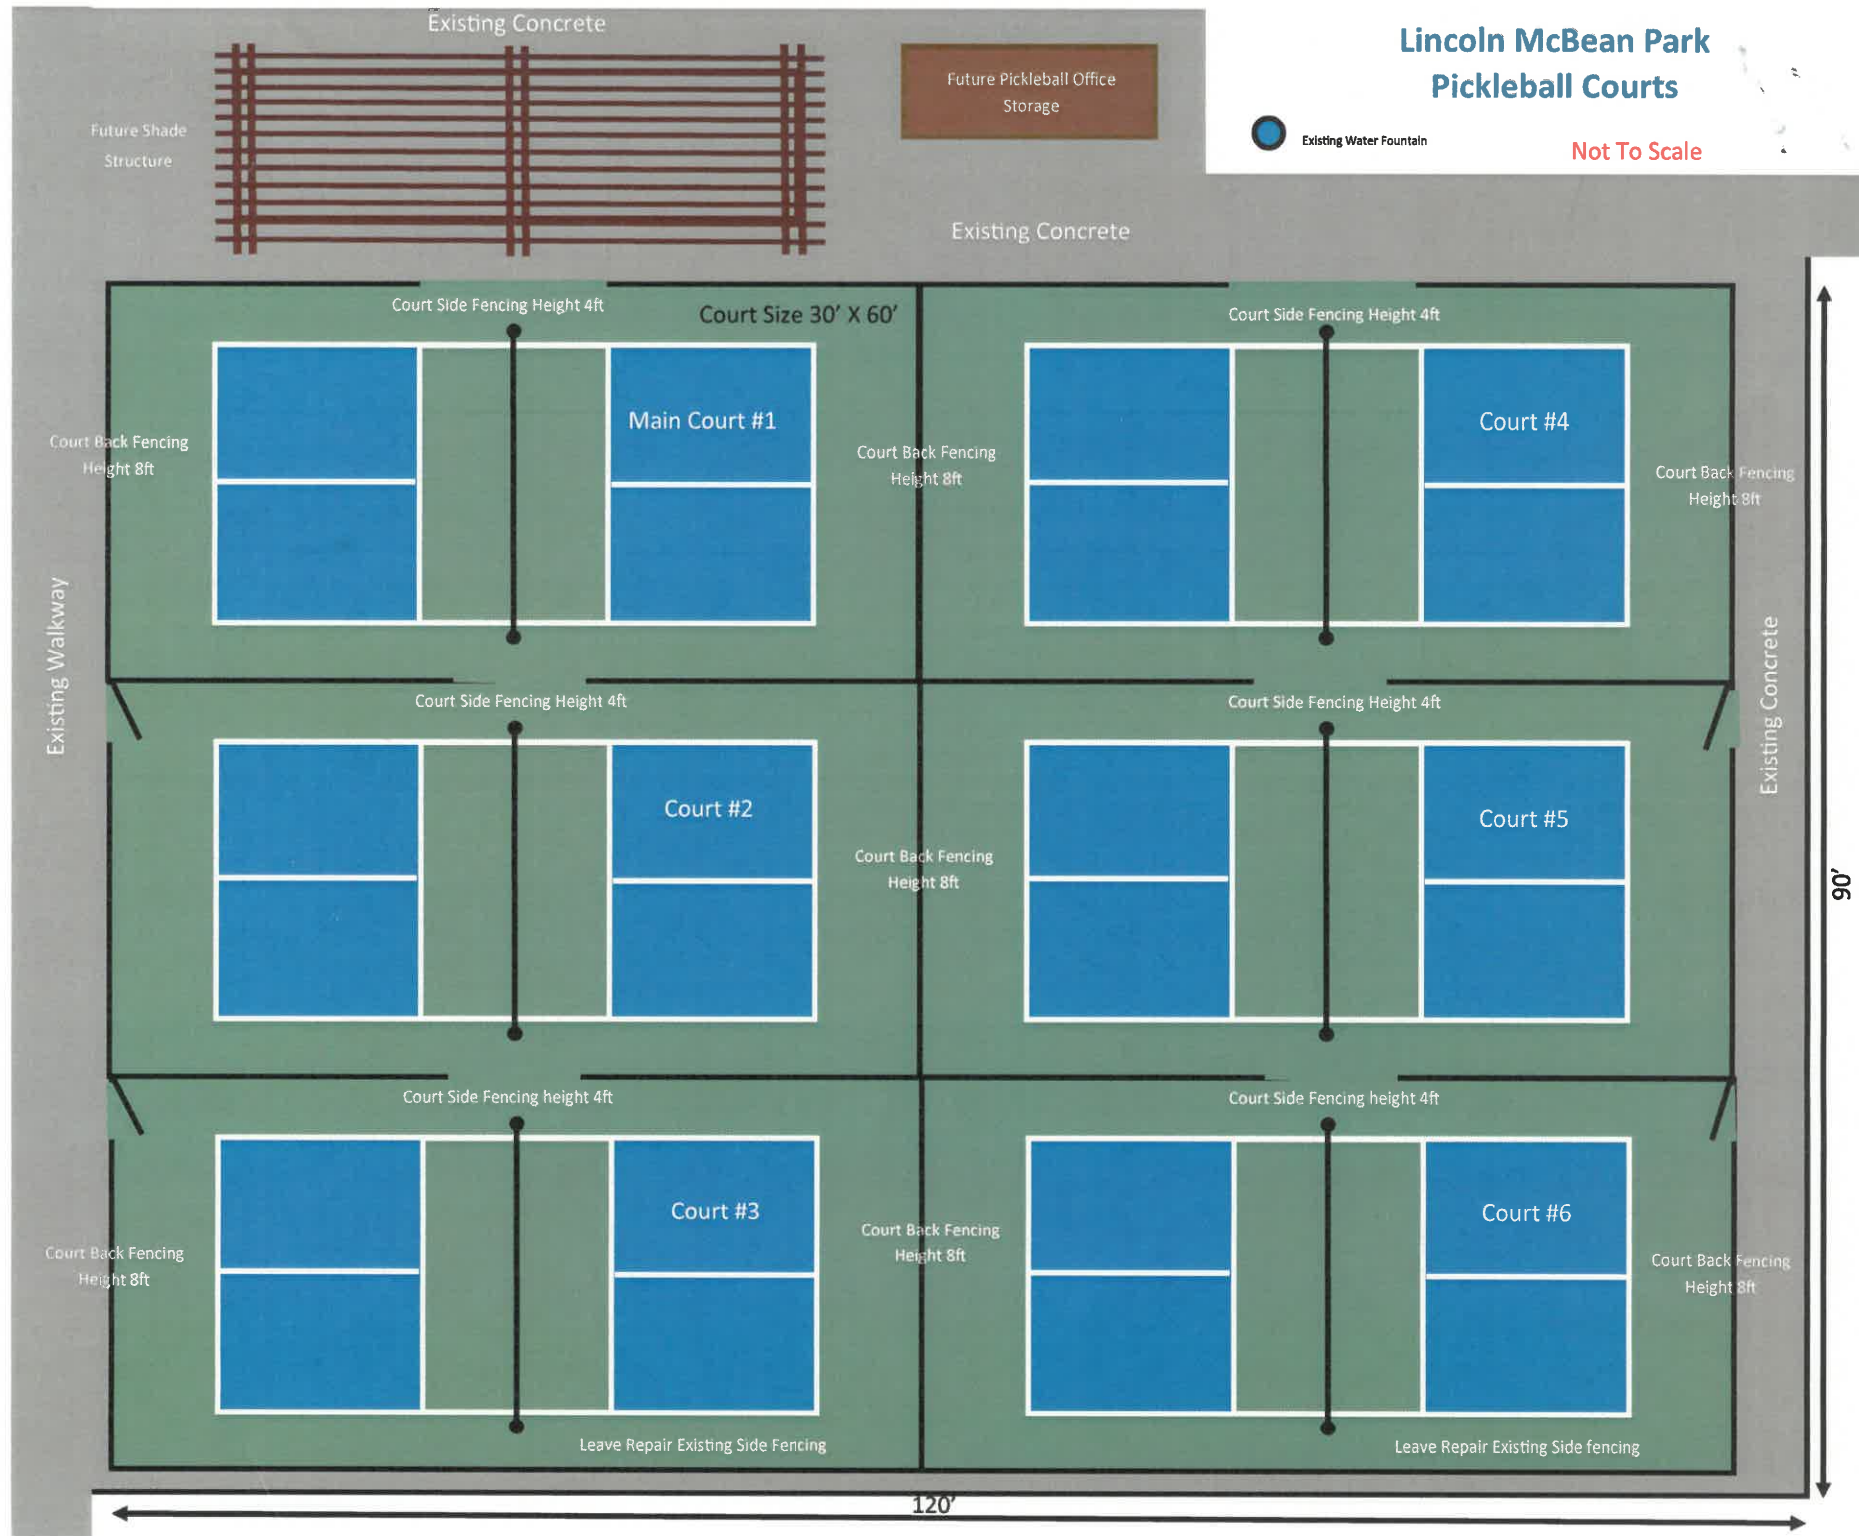 Existing Concrete
Lincoln McBean Park
Pickleball Courts
Future Pickleball Office
Storage
Existing Water Fountain
Not To Scale
Future Shade
Structure
Existing Concrete
Court Side Fencing Height 4ft
Court Size 30’ X 60’
Court Side Fencing Height 4ft
Main Court #1
Court #4
Court Back Fencing
Height 8ft
Court Back Fencing
Height 8ft
Court Back Fencing
Height 8ft
Existing Walkway
Existing Concrete
Court Side Fencing Height 4ft
Court Side Fencing Height 4ft
Court #2
Court #5
Court Back Fencing
Height 8ft
90’
Court Side Fencing height 4ft
Court Side Fencing height 4ft
Court #3
Court #6
Court Back Fencing
Height 8ft
Court Back Fencing
Height 8ft
Court Back Fencing
Height 8ft
Leave Repair Existing Side Fencing
Leave Repair Existing Side fencing
120’